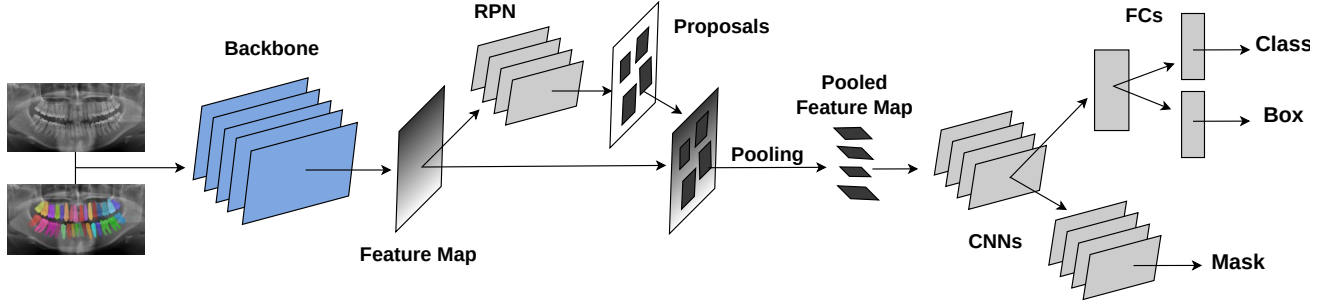 Backbone
RPN
Proposals
FCs
Class
Box
Pooled
Feature Map
Pooling
Feature Map
CNNs
Mask